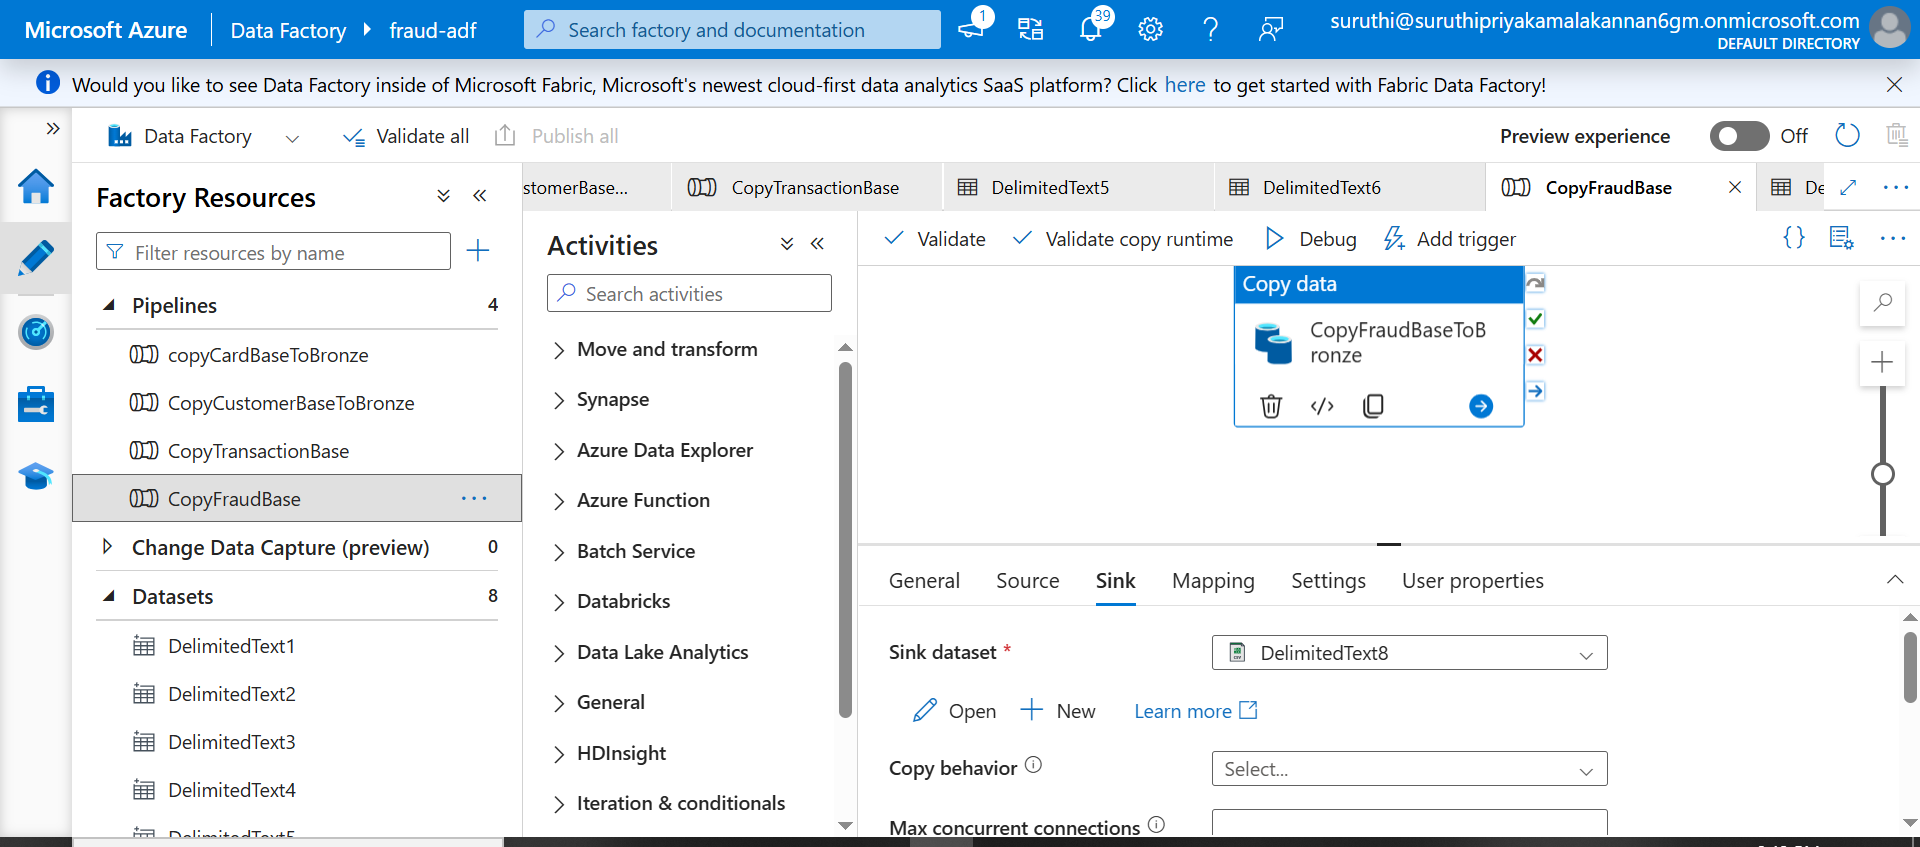 Microsoft Azure Data Factory fraud-adf Search factory and documentation 1 39 suruthi@suruthipriyakamalakannan6gm.onmicrosoft.com
DEFAULT DIRECTORY
Would you like to see Data Factory inside of Microsoft Fabric, Microsoft's newest cloud-first data analytics SaaS platform? Click here to get started with Fabric Data Factory!
Data Factory Validate all Publish all Preview experience Off
Factory Resources
Filter resources by name
Pipelines 4
copyCardBaseToBronze
CopyCustomerBaseToBronze
CopyTransactionBase
CopyFraudBase
Change Data Capture (preview) 0
Datasets 8
DelimitedText1
DelimitedText2
DelimitedText3
DelimitedText4
DelimitedText5
stomerBase... CopyTransactionBase DelimitedText5 DelimitedText6 CopyFraudBase De
Activities
Search activities
Move and transform
Synapse
Azure Data Explorer
Azure Function
Batch Service
Databricks
Data Lake Analytics
General
HDInsight
Iteration & conditionals
Validate Validate copy runtime Debug Add trigger
Copy data
CopyFraudBaseToB
ronze
General Source Sink Mapping Settings User properties
Sink dataset * DelimitedText8
Open New Learn more
Copy behavior Select...
Max concurrent connections